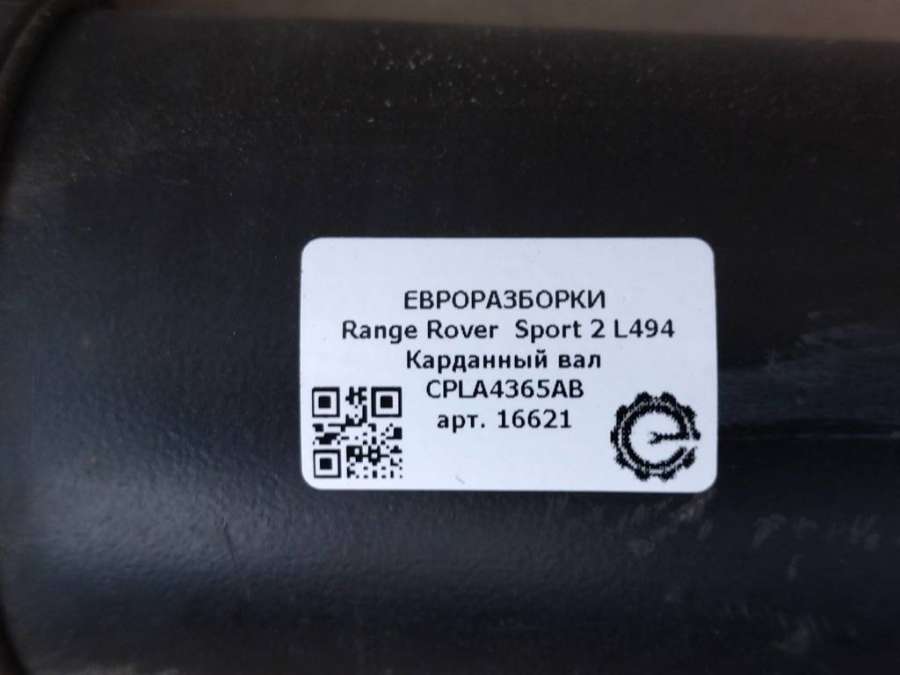 ЕВРОРАЗБОРКИ
Range Rover Sport 2 L494
Карданный вал
CPLA4365AB
арт. 16621